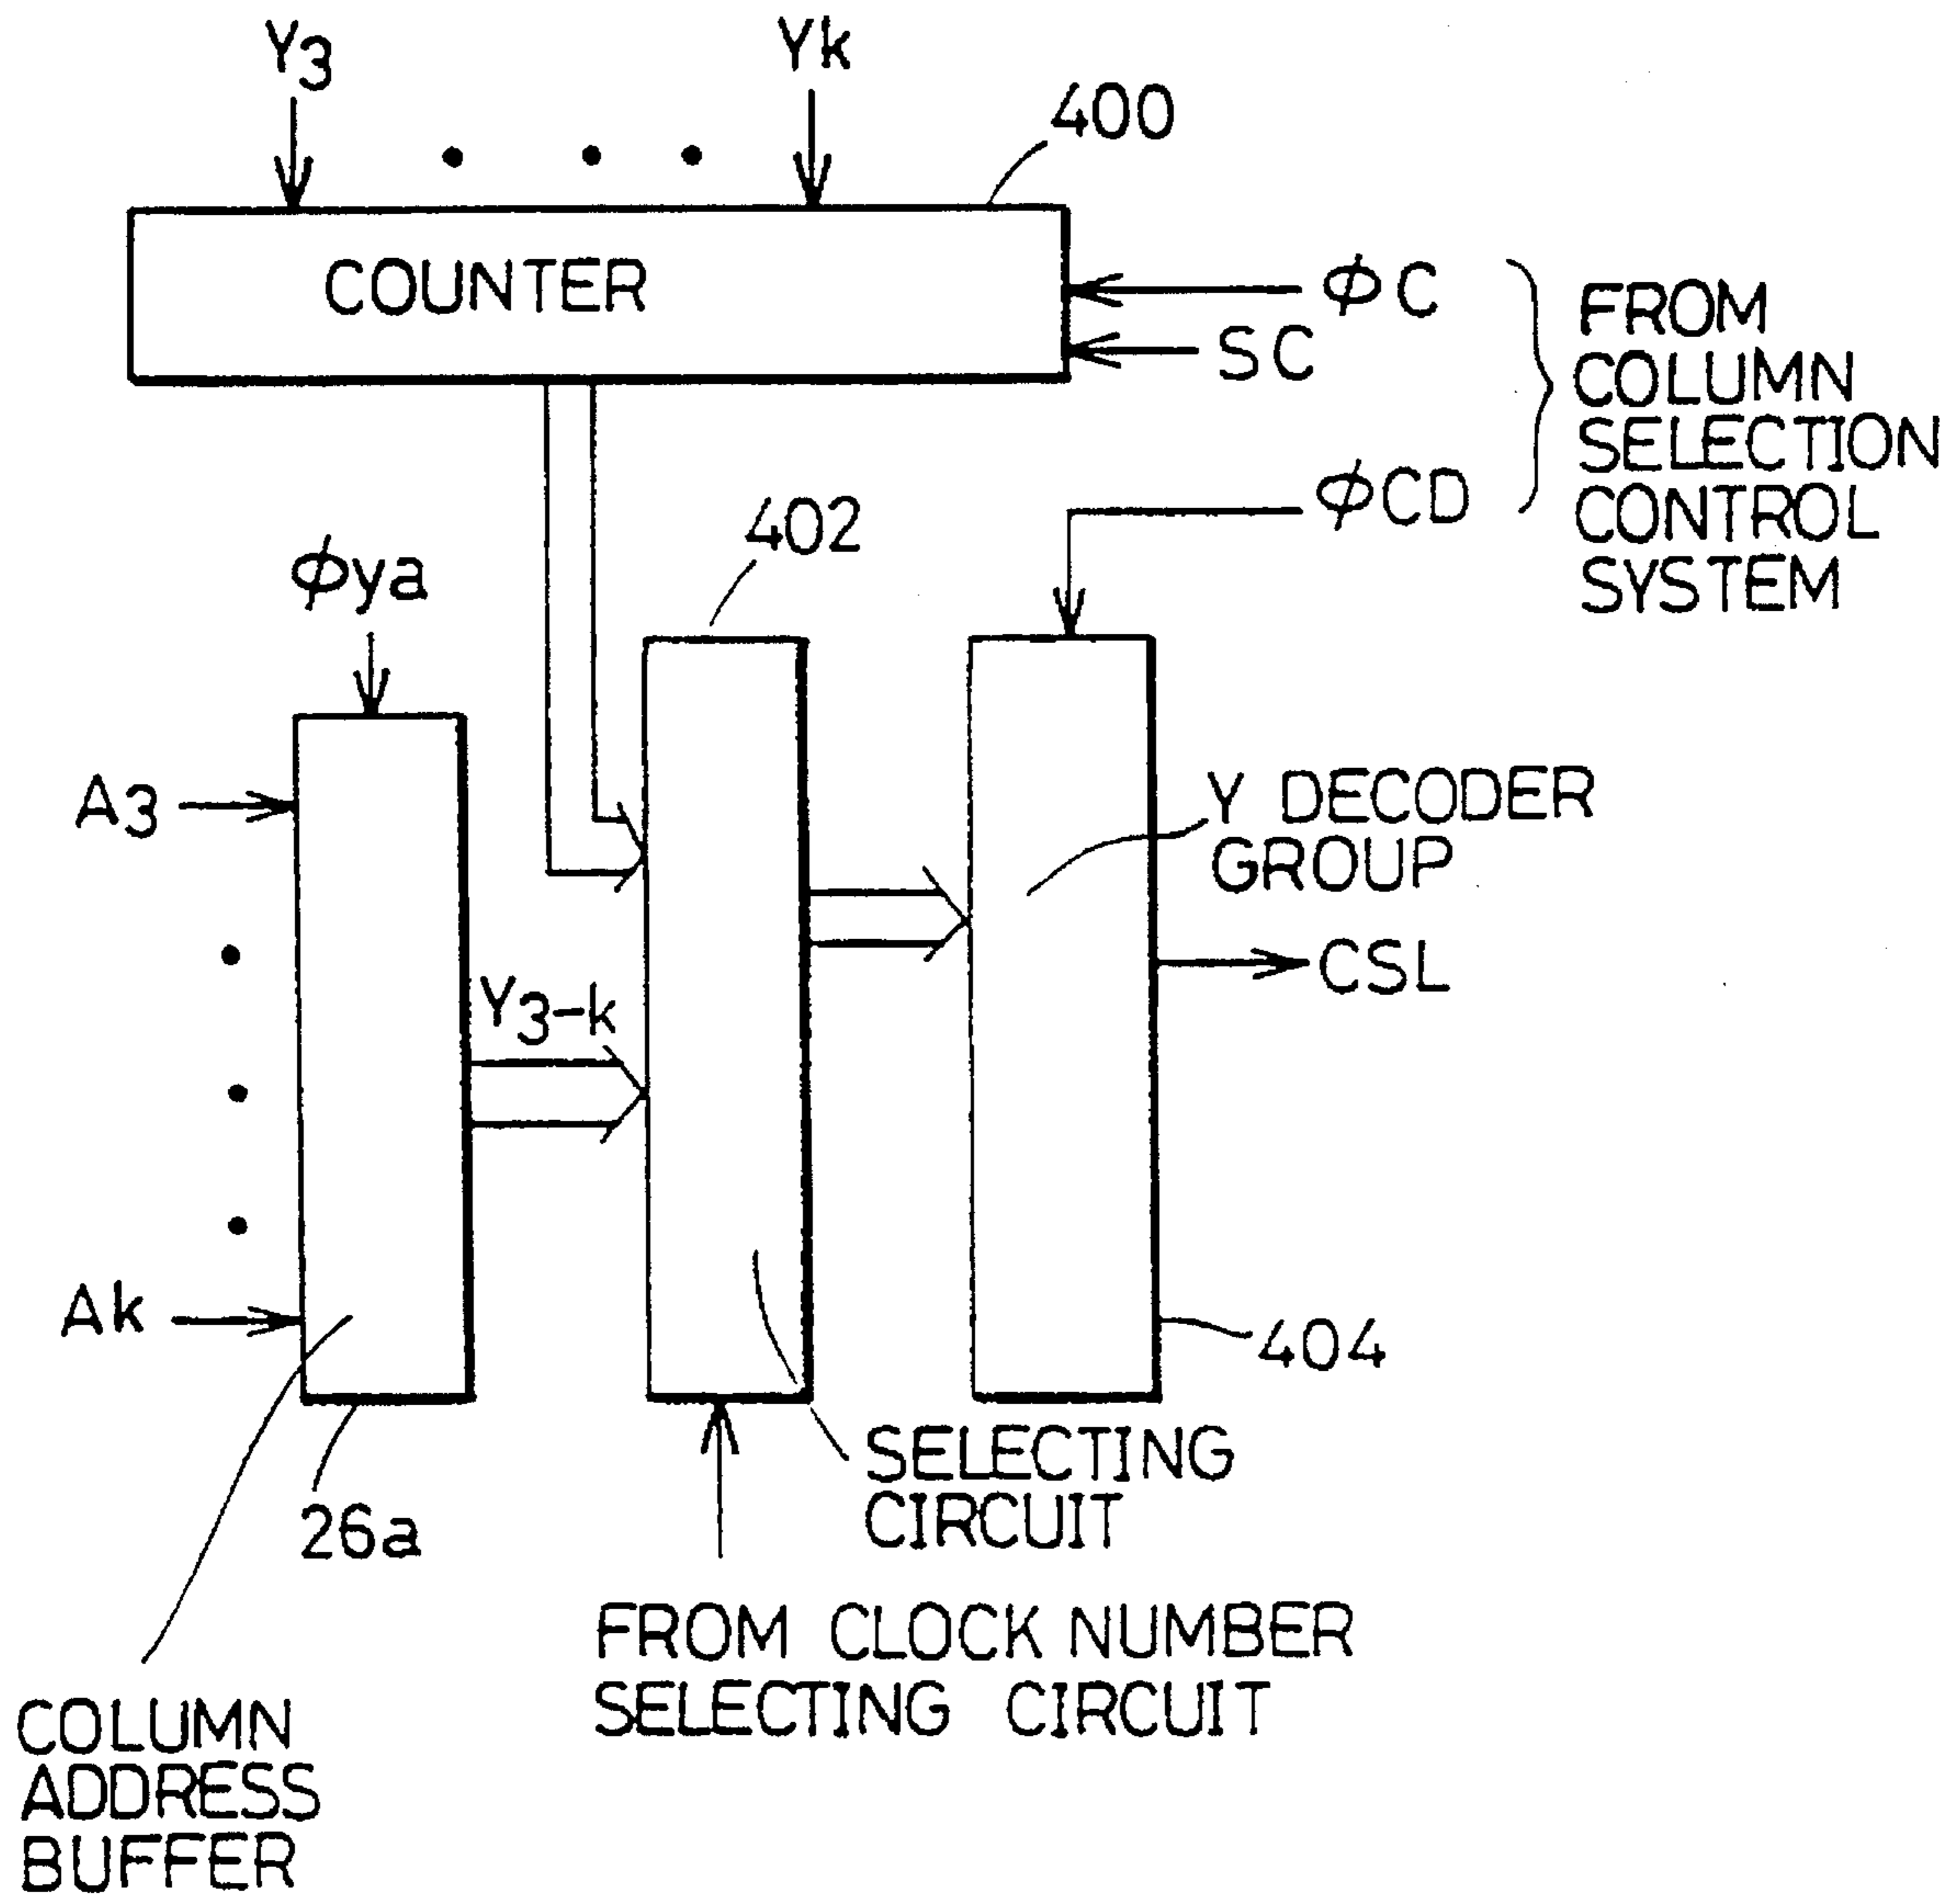 Y3
Yk
400
COUNTER
φC
SC
FROM
COLUMN
SELECTION
CONTROL
SYSTEM
φCD
402
φya
A3
Y DECODER
GROUP
CSL
Y3-k
Ak
404
SELECTING
CIRCUIT
26a
FROM CLOCK NUMBER
SELECTING CIRCUIT
COLUMN
ADDRESS
BUFFER